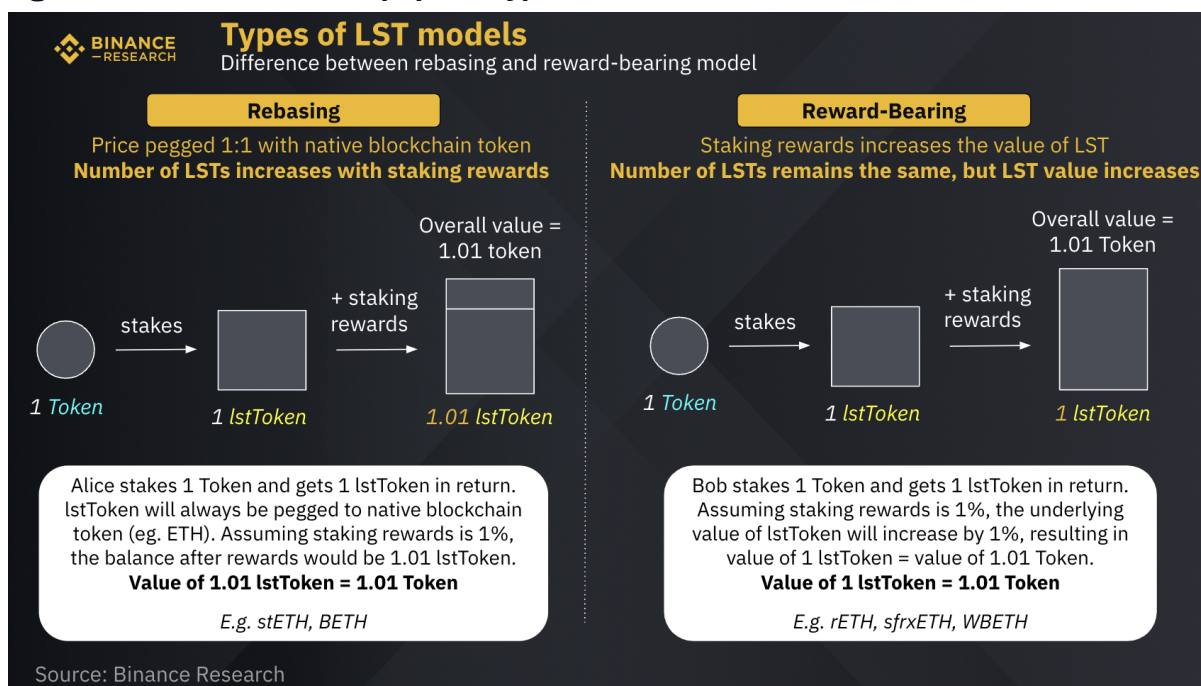 BINANCE
RESEARCH
Types of LST models
Difference between rebasing and reward-bearing model
Rebasing
Price pegged 1:1 with native blockchain token
Number of LSTs increases with staking rewards
Overall value =
1.01 token
stakes
+ staking
rewards
1 Token
1 lstToken
1.01 lstToken
Alice stakes 1 Token and gets 1 lstToken in return.
lstToken will always be pegged to native blockchain
token (eg. ETH). Assuming staking rewards is 1%,
the balance after rewards would be 1.01 lstToken.
Value of 1.01 lstToken = 1.01 Token
E.g. stETH, BETH
Reward-Bearing
Staking rewards increases the value of LST
Number of LSTs remains the same, but LST value increases
Overall value =
1.01 Token
stakes
+ staking
rewards
1 Token
1 lstToken
1 lstToken
Bob stakes 1 Token and gets 1 lstToken in return.
Assuming staking rewards is 1%, the underlying
value of lstToken will increase by 1%, resulting in
value of 1 lstToken = value of 1.01 Token.
Value of 1 lstToken = 1.01 Token
E.g. rETH, sfrxETH, WBETH
Source: Binance Research